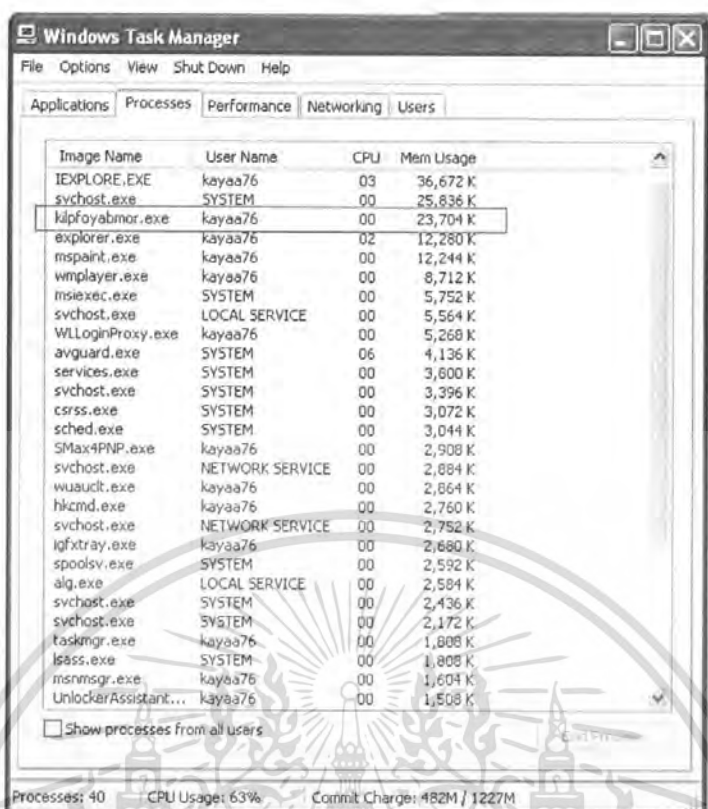 Windows Task Manager
File Options View Shut Down Help
Applications Processes Performance Networking Users
Image Name User Name CPU Mem Usage
IEXPLORE.EXE kayaa76 03 36,672 K
svchost.exe SYSTEM 00 25,836 K
kilpfoyabmor.exe kayaa76 00 23,704 K
explorer.exe kayaa76 02 12,280 K
mspaint.exe kayaa76 00 12,244 K
wmplayer.exe kayaa76 00 8,712 K
msiexec.exe SYSTEM 00 5,752 K
svchost.exe LOCAL SERVICE 00 5,564 K
WLLoginProxy.exe kayaa76 00 5,268 K
avguard.exe SYSTEM 06 4,136 K
services.exe SYSTEM 00 3,800 K
svchost.exe SYSTEM 00 3,396 K
csrss.exe SYSTEM 00 3,072 K
sched.exe SYSTEM 00 3,044 K
SMax4PNP.exe kayaa76 00 2,908 K
svchost.exe NETWORK SERVICE 00 2,884 K
wuauclt.exe kayaa76 00 2,864 K
hkcmd.exe kayaa76 00 2,760 K
svchost.exe NETWORK SERVICE 00 2,752 K
igfxtray.exe kayaa76 00 2,680 K
spoolsv.exe SYSTEM 00 2,592 K
alg.exe LOCAL SERVICE 00 2,584 K
svchost.exe SYSTEM 00 2,436 K
svchost.exe SYSTEM 00 2,172 K
taskmgr.exe kayaa76 00 1,808 K
lsass.exe SYSTEM 00 1,808 K
msnmsgr.exe kayaa76 00 1,604 K
UnlockerAssistant... kayaa76 00 1,508 K
Show processes from all users
Processes: 40 CPU Usage: 63% Commit Charge: 482M / 1227M